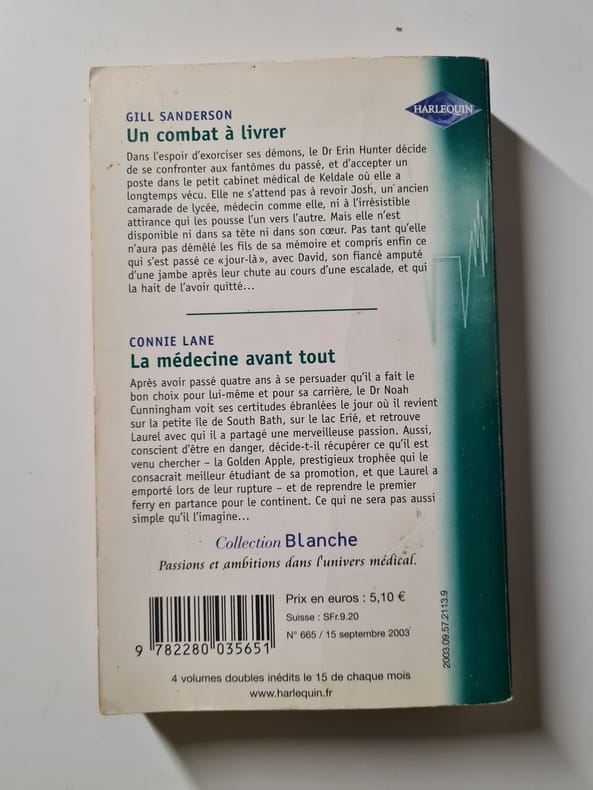 HARLEQUIN
GILL SANDERSON
Un combat à livrer
Dans l'espoir d'exorciser ses démons, le Dr Erin Hunter décide
de se confronter aux fantômes du passé, et d'accepter un
poste dans le petit cabinet médical de Keldale où elle a
longtemps vécu. Elle ne s'attend pas à revoir Josh, un ancien
camarade de lycée, médecin comme elle, ni à l'irrésistible
attirance qui les pousse l'un vers l'autre. Mais elle n'est
disponible ni dans sa tête ni dans son cœur. Pas tant qu'elle
n'aura pas démêlé les fils de sa mémoire et compris enfin ce
qui s'est passé ce «jour-là», avec David, son fiancé amputé
d'une jambe après leur chute au cours d'une escalade, et qui
la hait de l'avoir quitté...
CONNIE LANE
La médecine avant tout
Après avoir passé quatre ans à se persuader qu'il a fait le
bon choix pour lui-même et pour sa carrière, le Dr Noah
Cunningham voit ses certitudes ébranlées le jour où il revient
sur la petite île de South Bath, sur le lac Erié, et retrouve
Laurel avec qui il a partagé une merveilleuse passion. Aussi,
conscient d'être en danger, décide-t-il récupérer ce qu'il est
venu chercher – la Golden Apple, prestigieux trophée qui le
consacrait meilleur étudiant de sa promotion, et que Laurel a
emporté lors de leur rupture – et de reprendre le premier
ferry en partance pour le continent. Ce qui ne sera pas aussi
simple qu'il l'imagine...
Collection Blanche
Passions et ambitions dans l'univers médical.
Prix en euros : 5,10 €
Suisse : SFr.9.20
N° 665 / 15 septembre 2003
9 782280 035651
2003.09.57.2113.9
4 volumes doubles inédits le 15 de chaque mois
www.harlequin.fr